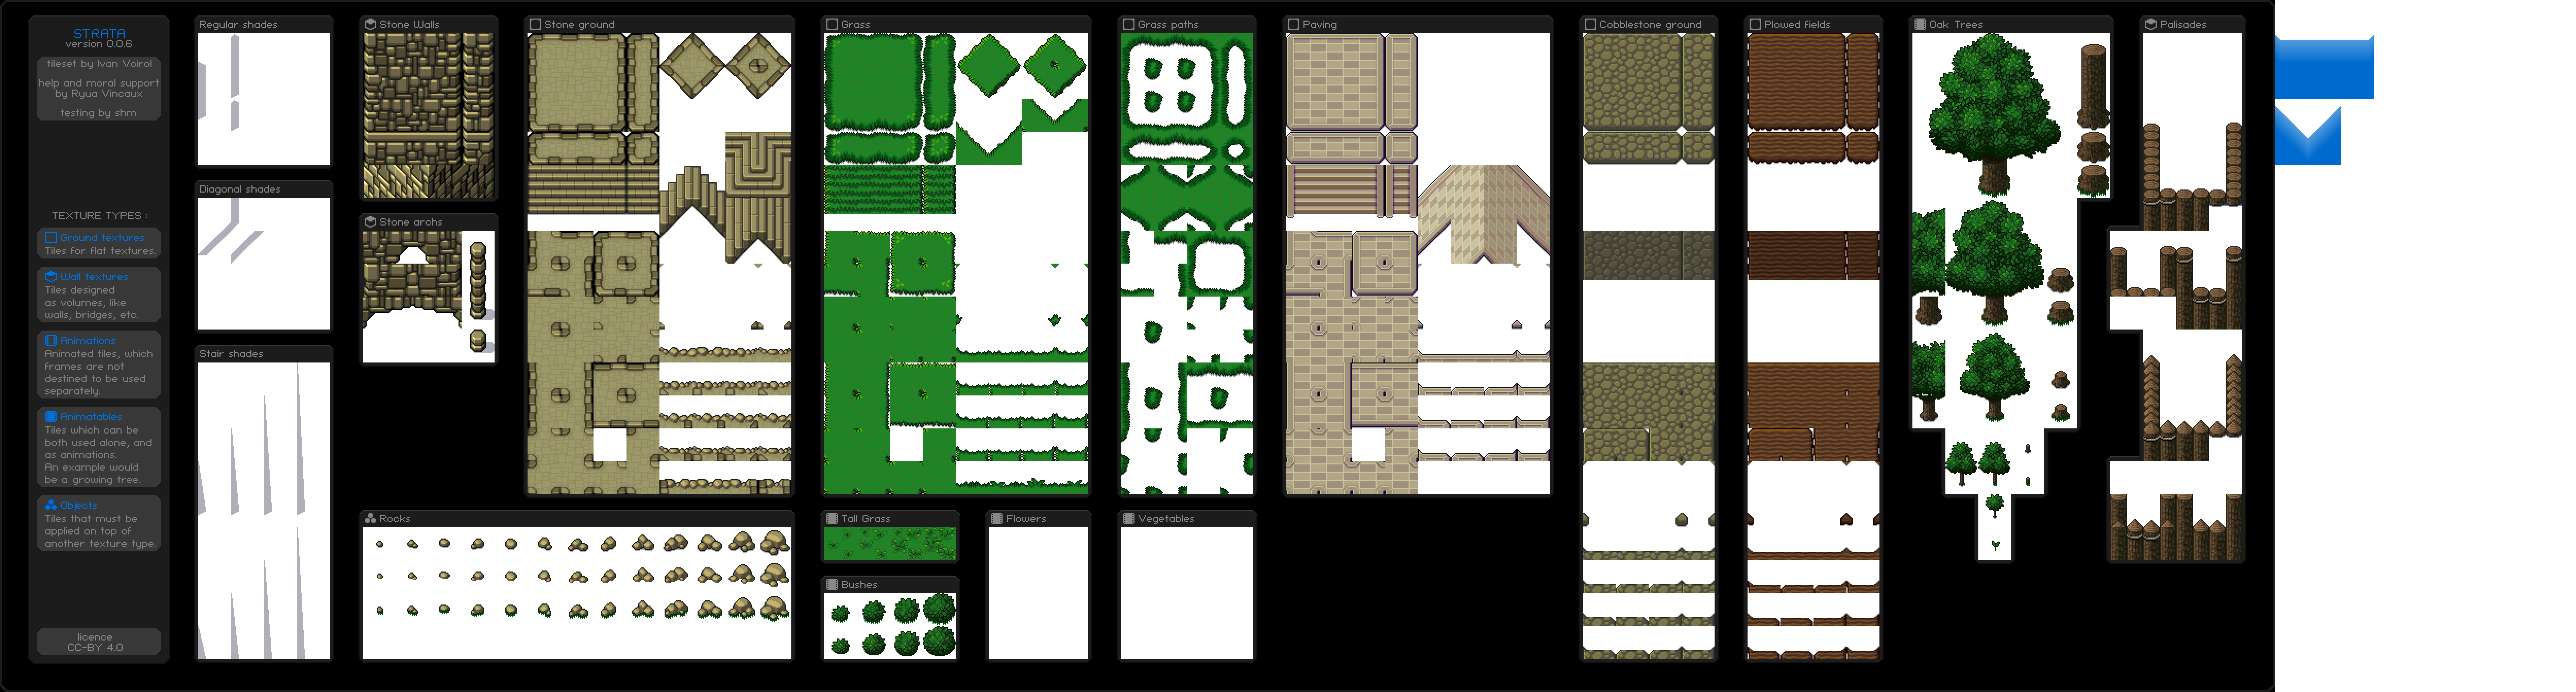 STRATA
version 0.0.6
tileset by Ivan Voirol
help and moral support
by Ryua Vincaux
testing by shm
TEXTURE TYPES :
Ground textures
Tiles for flat textures.
Wall textures
Tiles designed
as volumes, like
walls, bridges, etc.
Animations
Animated tiles, which
frames are not
destined to be used
separately.
Animatables
Tiles which can be
both used alone, and
as animations.
An example would
be a growing tree.
Objects
Tiles that must be
applied on top of
another texture type.
licence
CC-BY 4.0
Regular shades
Diagonal shades
Stair shades
Stone Walls
Stone archs
Stone ground
Rocks
Grass
Tall Grass
Bushes
Flowers
Grass paths
Vegetables
Paving
Cobblestone ground
Plowed fields
Oak Trees
Palisades